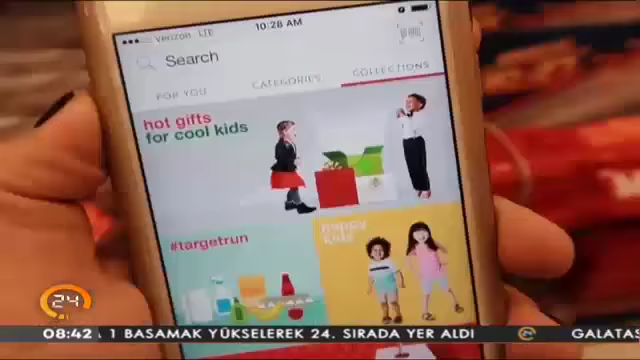 verizon LTE
10:28 AM
Search
FOR YOU
CATEGORIES
COLLECTIONS
hot gifts
for cool kids
#targetrun
happy
kids
24
08:42
1 BASAMAK YÜKSELEREK 24. SIRADA YER ALDI
GALATAS